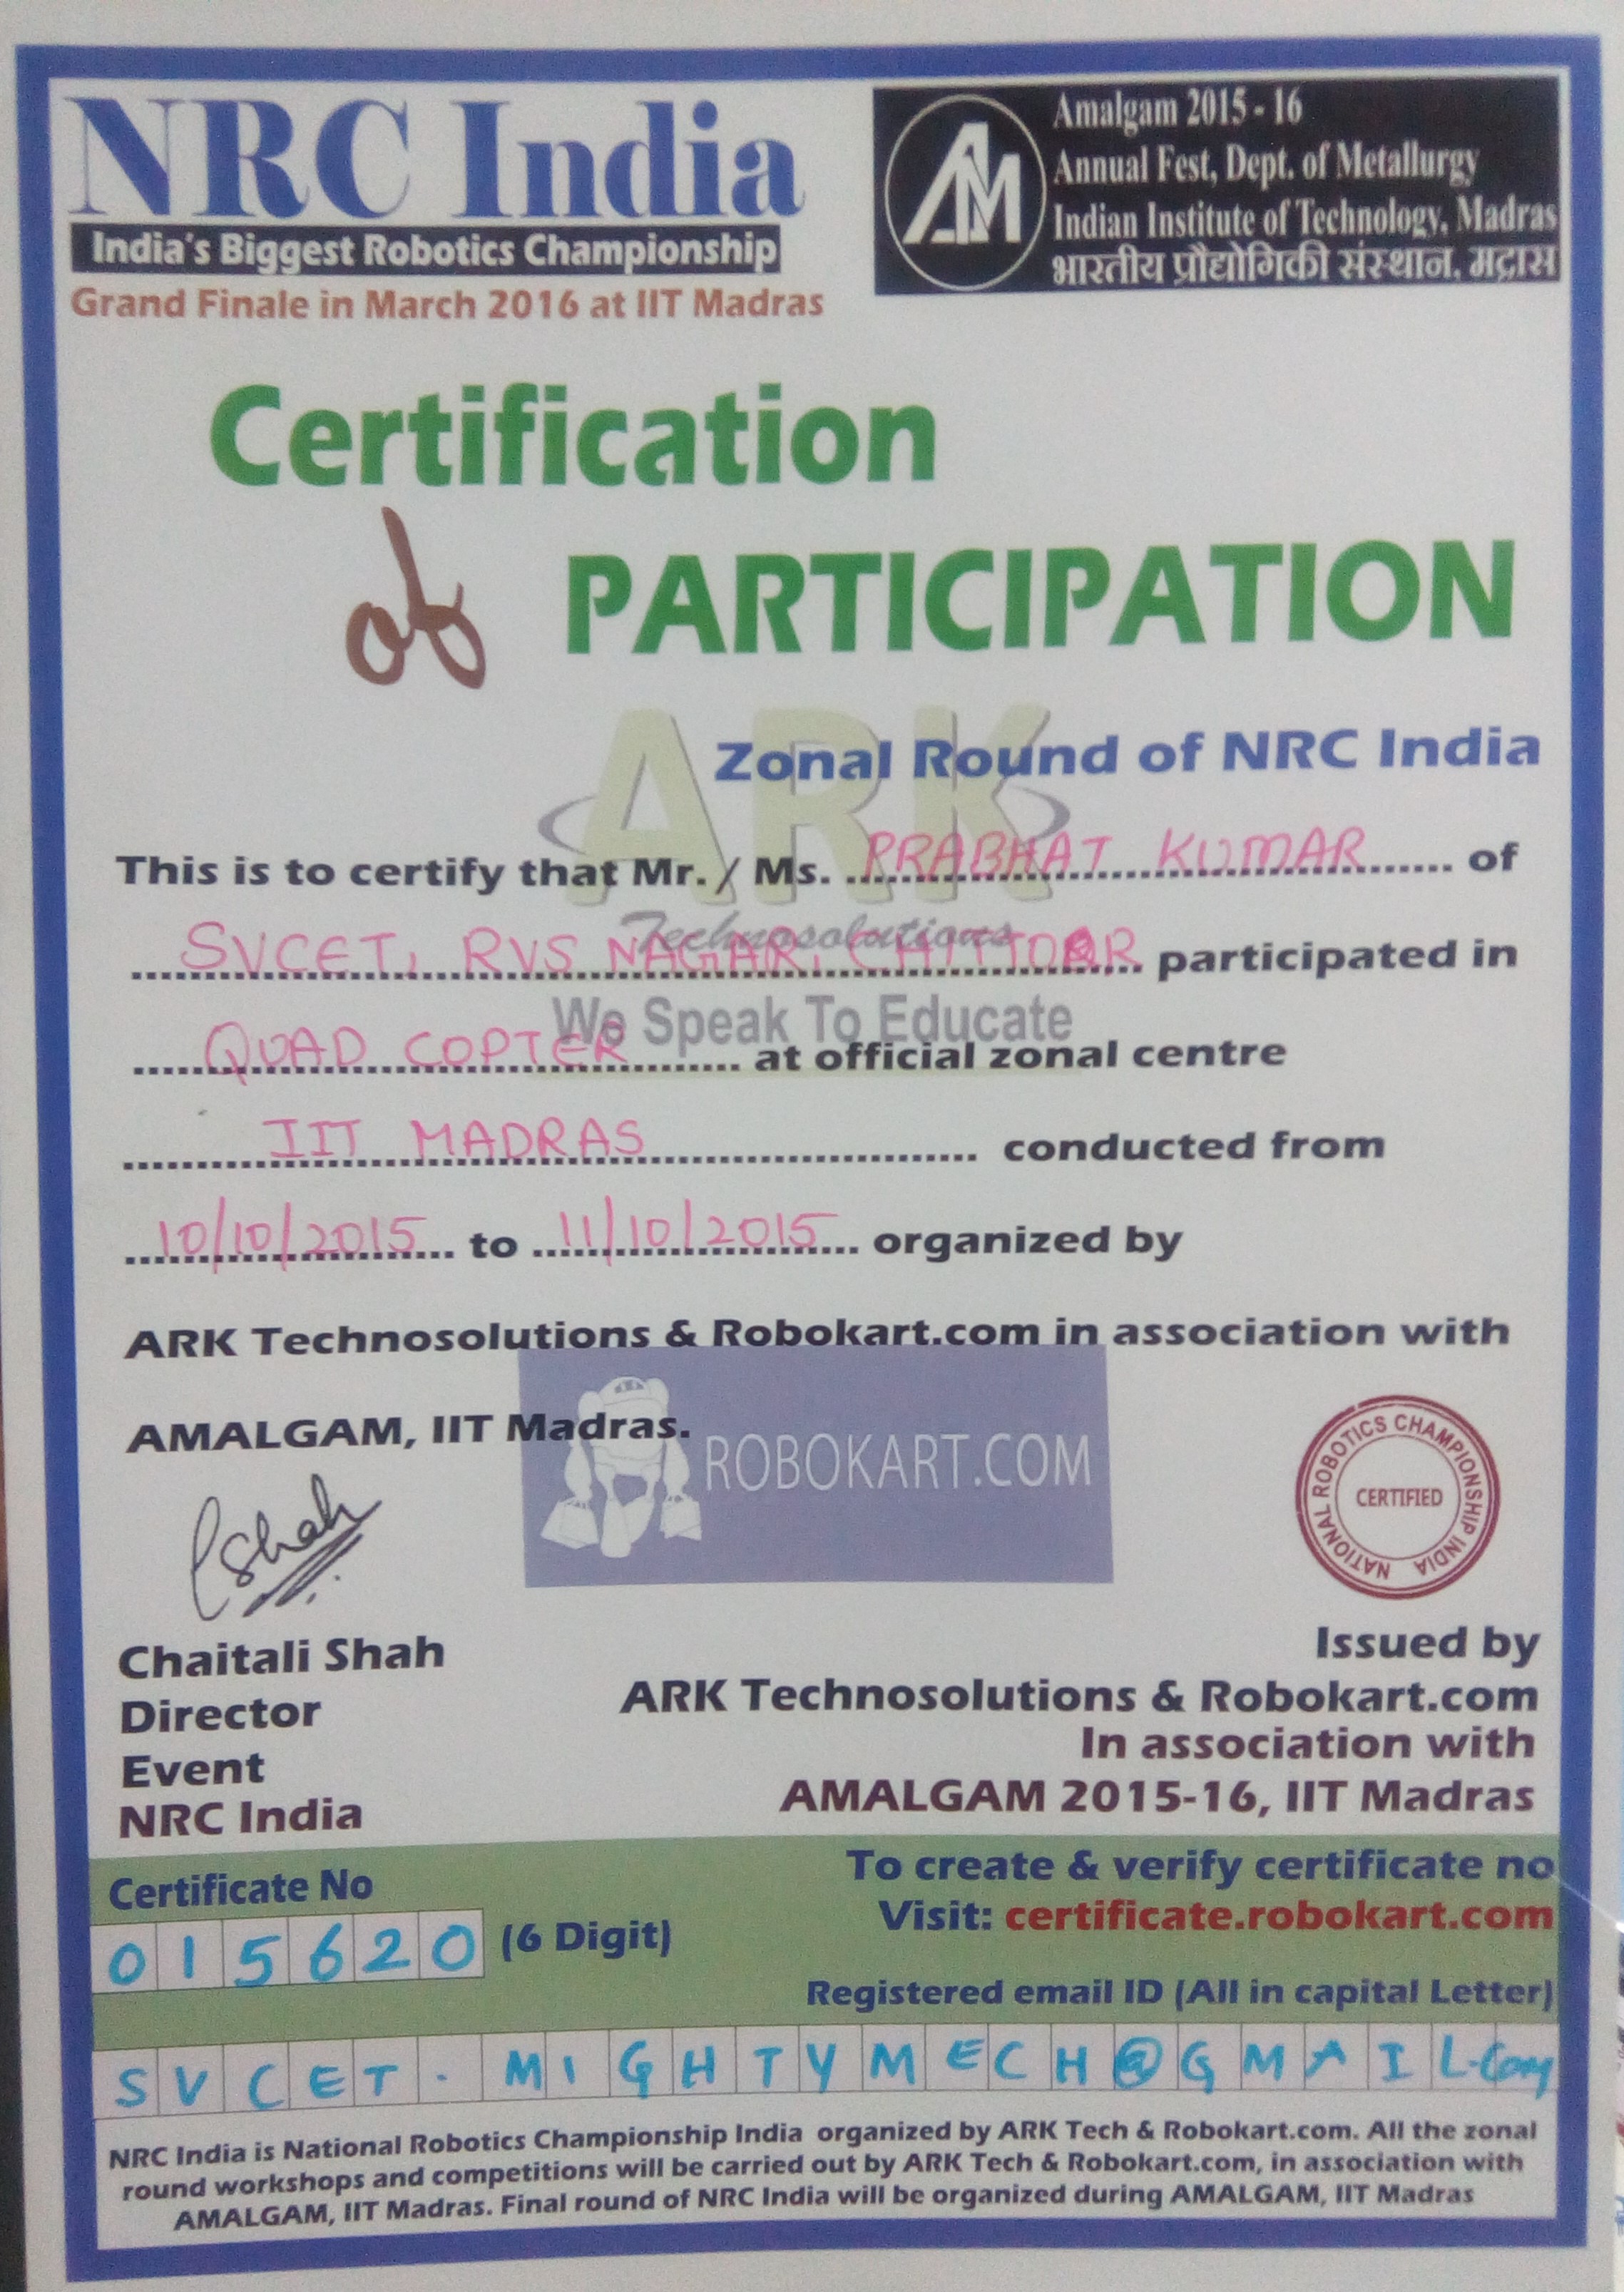 NRC India
India's Biggest Robotics Championship
Grand Finale in March 2016 at IIT Madras
AM
Amalgam 2015 - 16
Annual Fest, Dept. of Metallurgy
Indian Institute of Technology, Madras
भारतीय प्रौद्योगिकी संस्थान, मद्रास
Certification
of PARTICIPATION
ARK
Technosolutions
We Speak To Educate
Zonal Round of NRC India
This is to certify that Mr. / Ms. PRABHAT KUMAR of
SVCET, RVS NAGAR, CHITTOOR participated in
QUAD COPTER at official zonal centre
IIT MADRAS conducted from
10/10/2015 to 11/10/2015 organized by
ARK Technosolutions & Robokart.com in association with
AMALGAM, IIT Madras.
ROBOKART.COM
NATIONAL ROBOTICS CHAMPIONSHIP INDIA
CERTIFIED
CShah
Chaitali Shah
Director
Event
NRC India
Issued by
ARK Technosolutions & Robokart.com
In association with
AMALGAM 2015-16, IIT Madras
Certificate No
015620 (6 Digit)
To create & verify certificate no
Visit: certificate.robokart.com
Registered email ID (All in capital Letter)
SVCET.MIGHTYMECH@GMAIL.Com
NRC India is National Robotics Championship India organized by ARK Tech & Robokart.com. All the zonal
round workshops and competitions will be carried out by ARK Tech & Robokart.com, in association with
AMALGAM, IIT Madras. Final round of NRC India will be organized during AMALGAM, IIT Madras